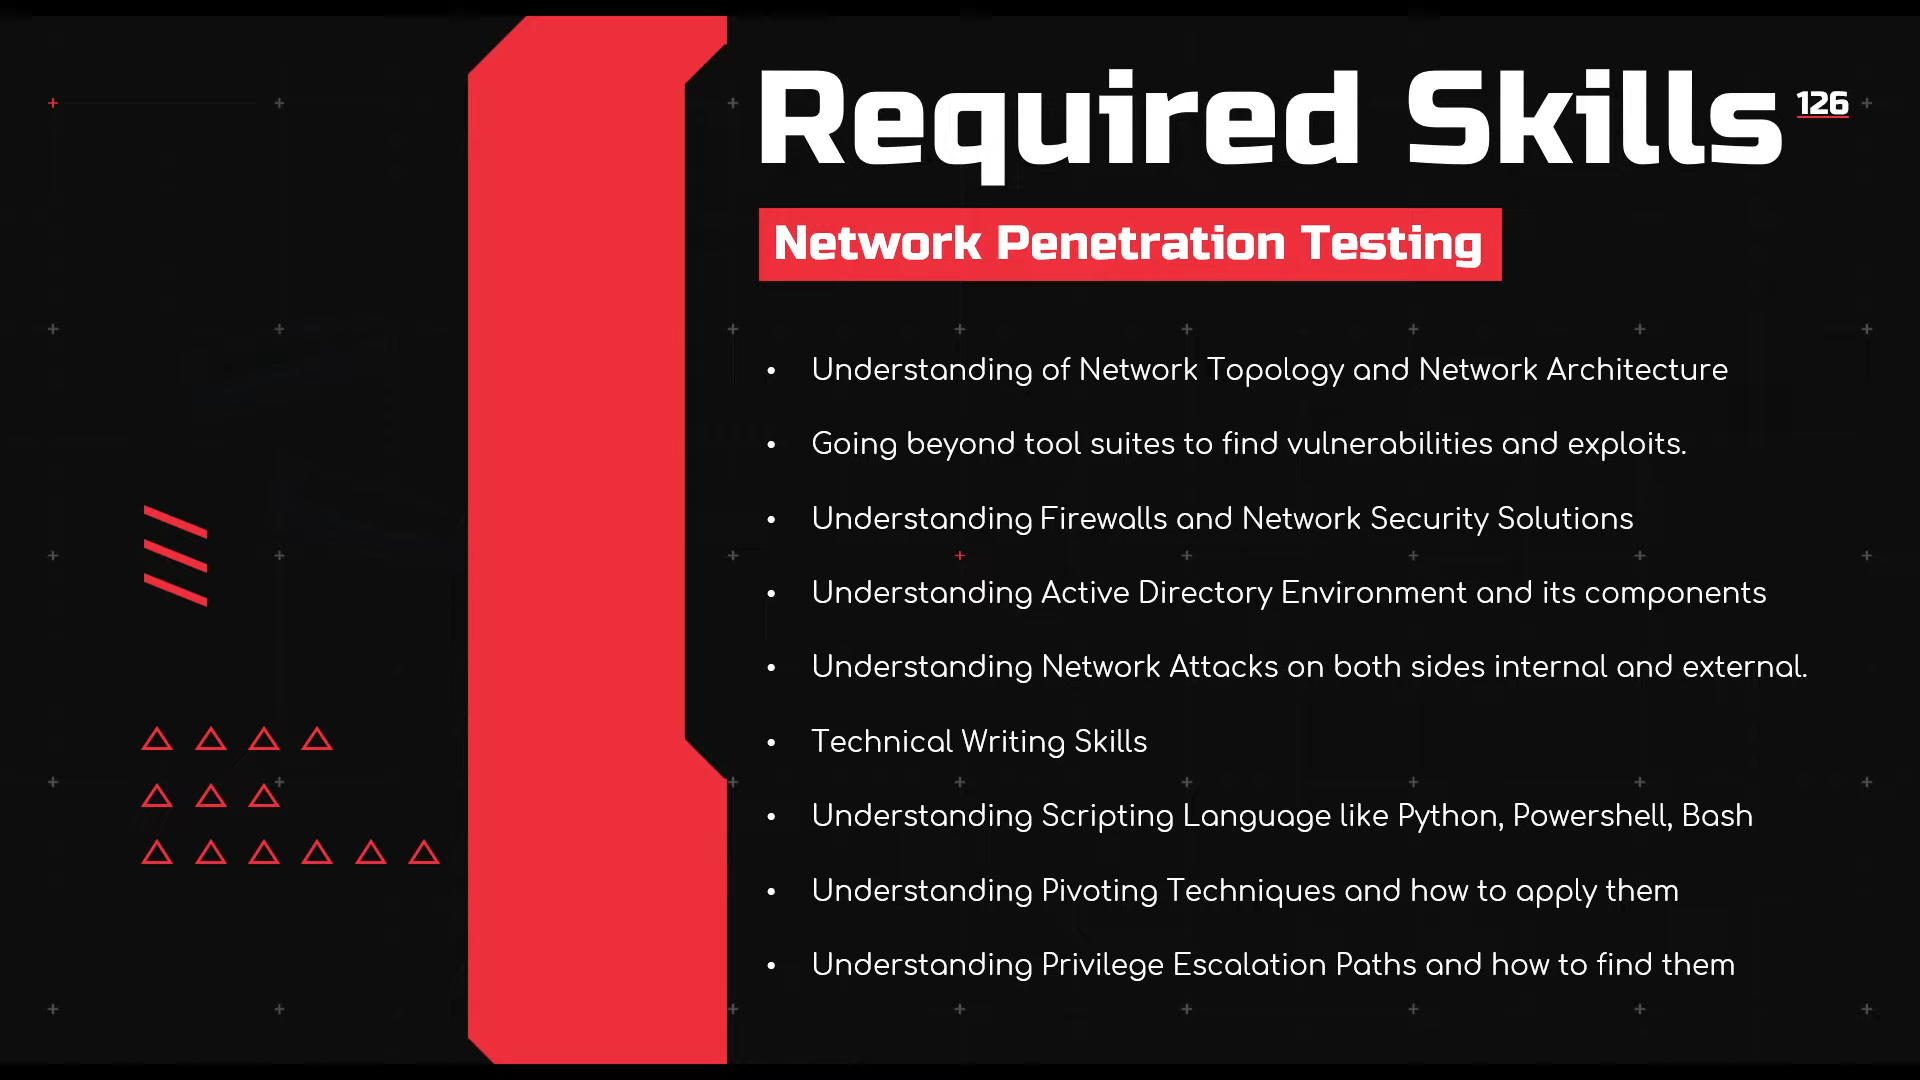 Required Skills 126
Network Penetration Testing
• Understanding of Network Topology and Network Architecture
• Going beyond tool suites to find vulnerabilities and exploits.
• Understanding Firewalls and Network Security Solutions
• Understanding Active Directory Environment and its components
• Understanding Network Attacks on both sides internal and external.
• Technical Writing Skills
• Understanding Scripting Language like Python, Powershell, Bash
• Understanding Pivoting Techniques and how to apply them
• Understanding Privilege Escalation Paths and how to find them